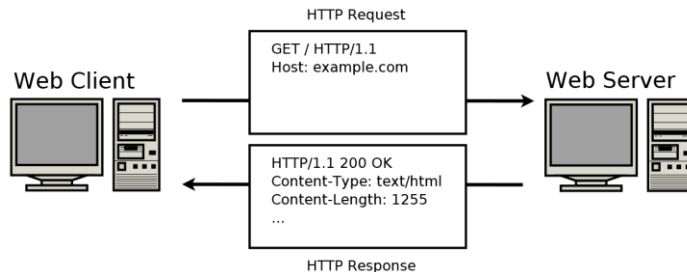 HTTP Request
GET / HTTP/1.1
Host: example.com
Web Client
Web Server
HTTP/1.1 200 OK
Content-Type: text/html
Content-Length: 1255
...
HTTP Response